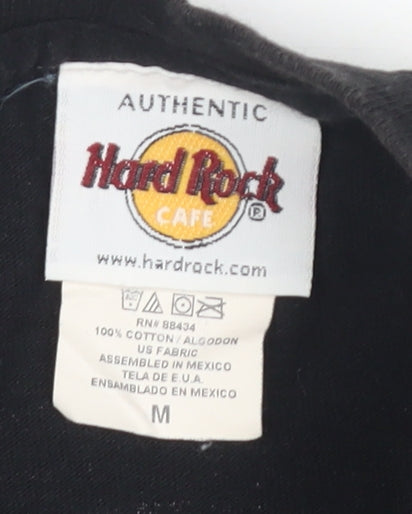 AUTHENTIC
Hard Rock
CAFE ®
www.hardrock.com
RN# 88434
100% COTTON / ALGODON
US FABRIC
ASSEMBLED IN MEXICO
TELA DE E.U.A.
ENSAMBLADO EN MEXICO
M